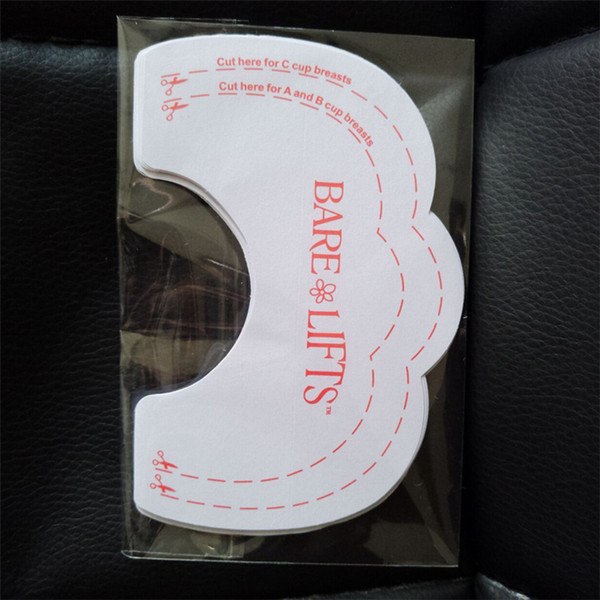 Cut here for C cup breasts
Cut here for A and B cup breasts
BARE LIFTS™